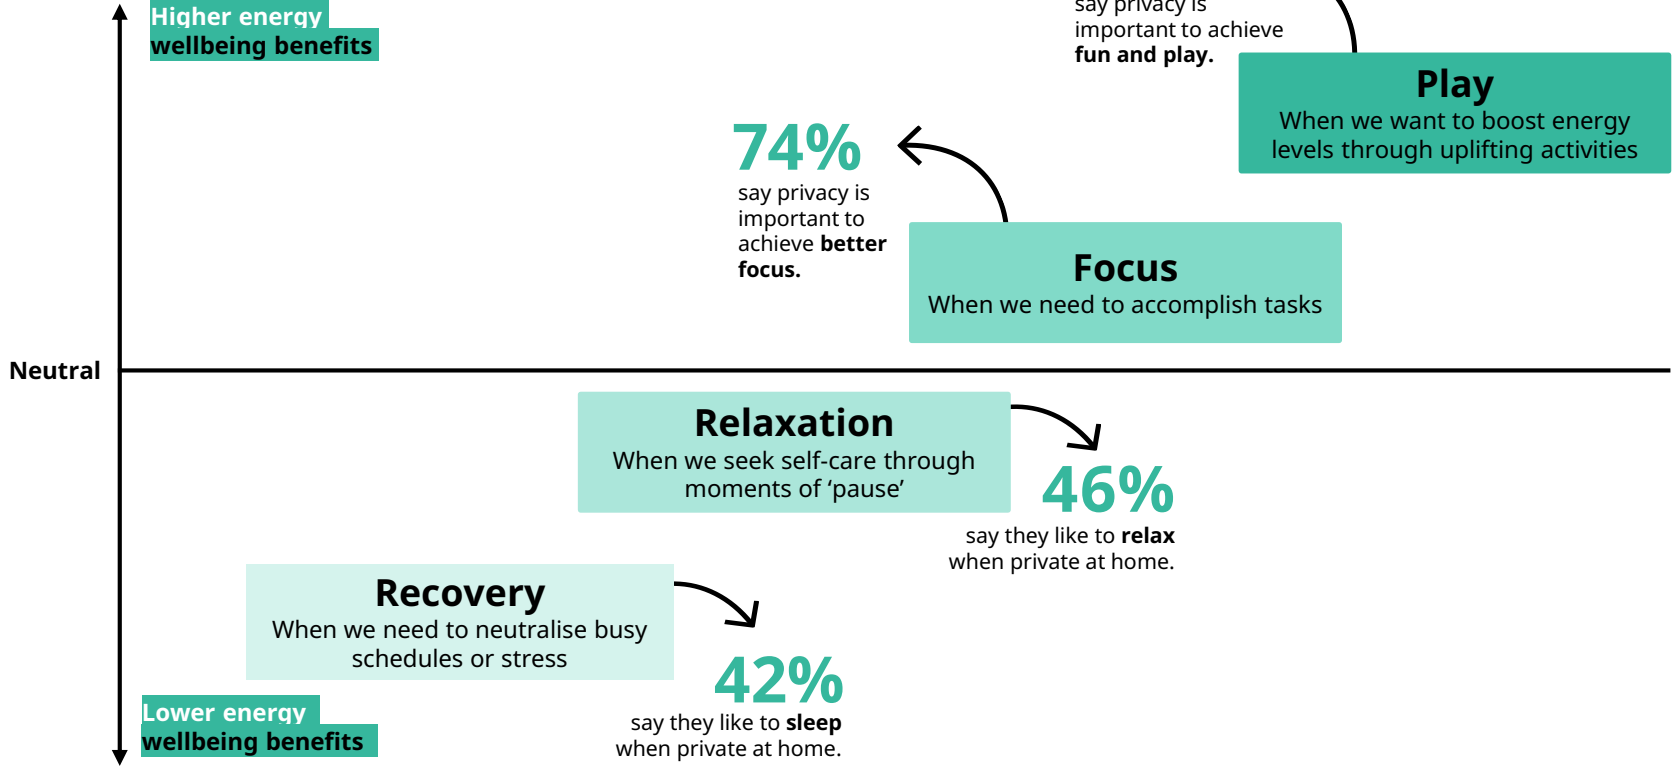 Higher energy
wellbeing benefits
say privacy is
important to achieve
fun and play.
Play
When we want to boost energy
levels through uplifting activities
74%
say privacy is
important to
achieve better
focus.
Focus
When we need to accomplish tasks
Neutral
Relaxation
When we seek self-care through
moments of ‘pause’
46%
say they like to relax
when private at home.
Recovery
When we need to neutralise busy
schedules or stress
42%
say they like to sleep
when private at home.
Lower energy
wellbeing benefits